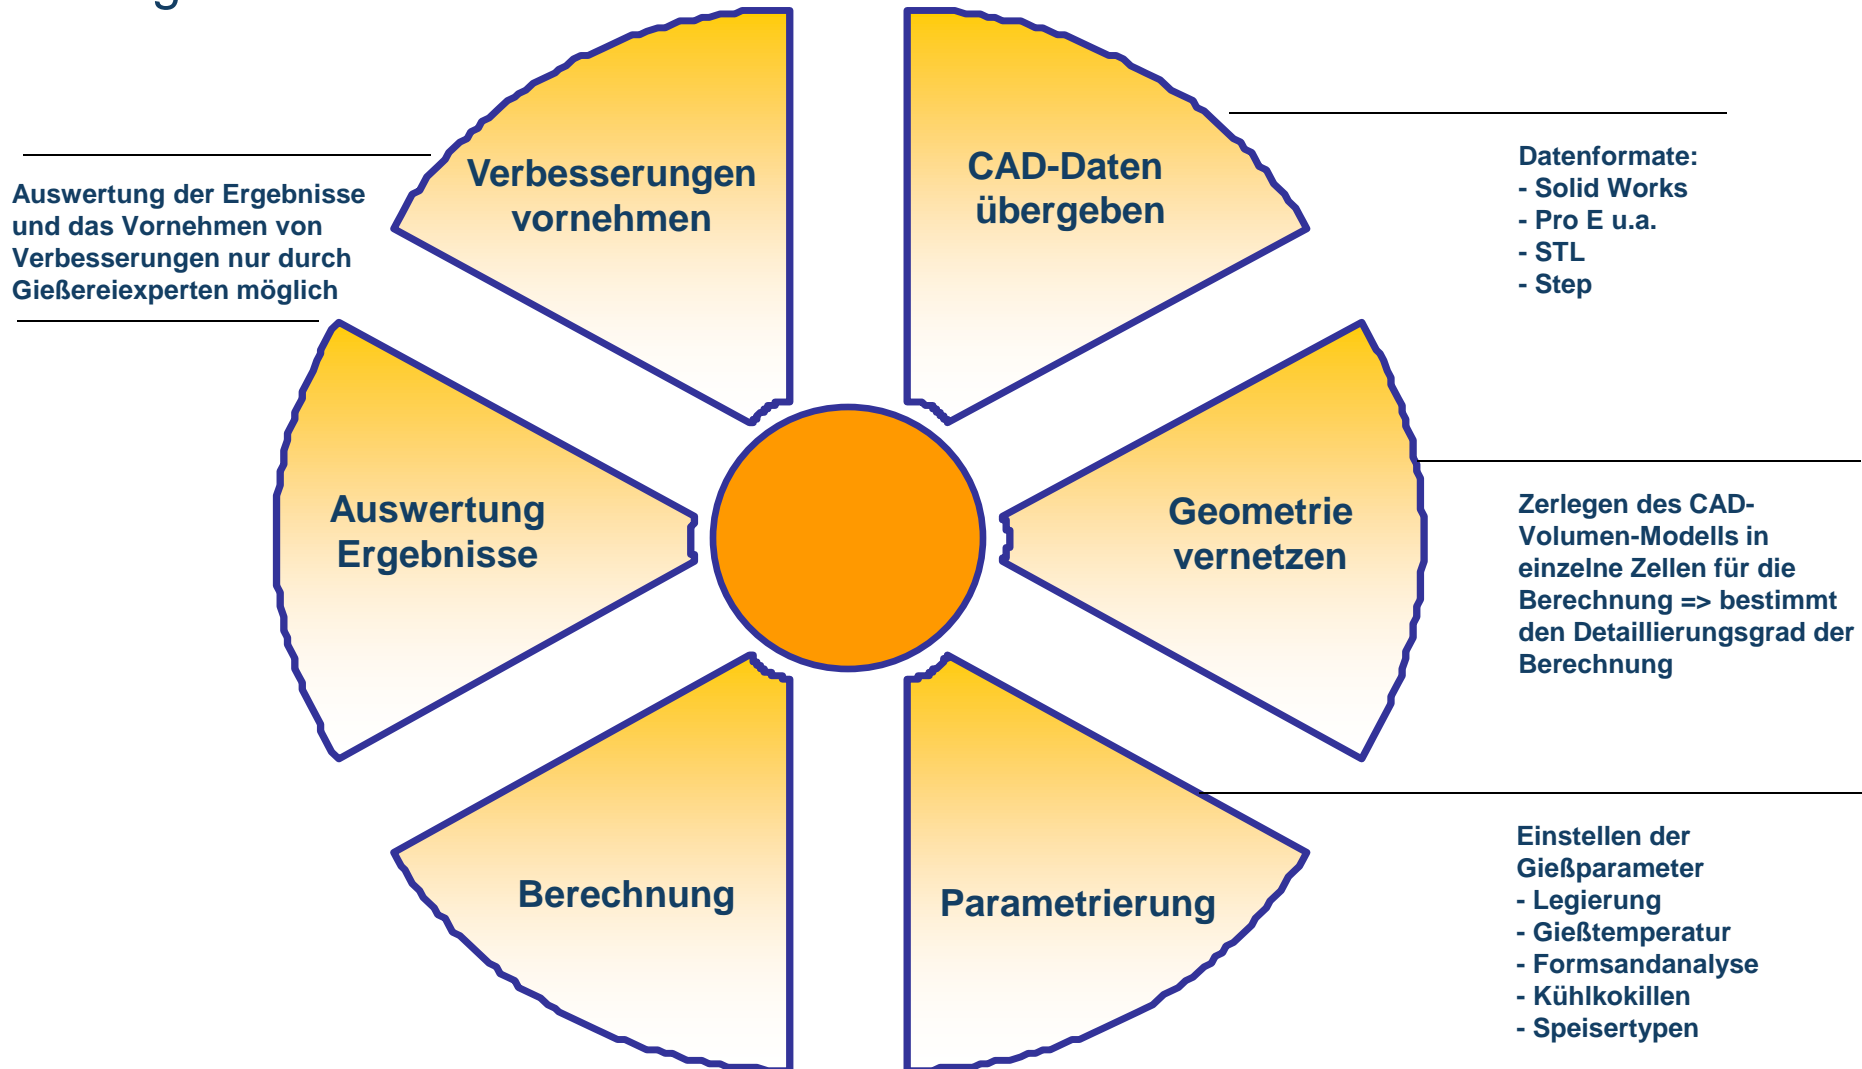 Verbesserungen
vornehmen
CAD-Daten
übergeben
Datenformate:
- Solid Works
- Pro E u.a.
- STL
- Step
Auswertung der Ergebnisse
und das Vornehmen von
Verbesserungen nur durch
Gießereiexperten möglich
Auswertung
Ergebnisse
Geometrie
vernetzen
Zerlegen des CAD-
Volumen-Modells in
einzelne Zellen für die
Berechnung => bestimmt
den Detaillierungsgrad der
Berechnung
Berechnung
Parametrierung
Einstellen der
Gießparameter
- Legierung
- Gießtemperatur
- Formsandanalyse
- Kühlkokillen
- Speisertypen